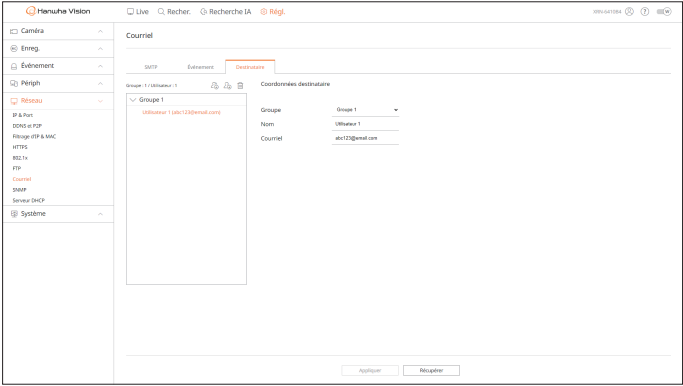 Hanwha Vision
Live Recher. Recherche IA Régl.
Caméra
Enreg.
Événement
Périph
Réseau
IP & Port
DDNS et P2P
Filtrage d'IP & MAC
HTTPS
802.1x
FTP
Courriel
SNMP
Serveur DHCP
Système
Courriel
SMTP Événement Destinataire
Groupe : 1 / Utilisateur : 1
Groupe 1
Utilisateur 1 (abc123@email.com)
Coordonnées destinataire
Groupe Groupe 1
Nom Utilisateur 1
Courriel abc123@email.com
Appliquer Récupérer